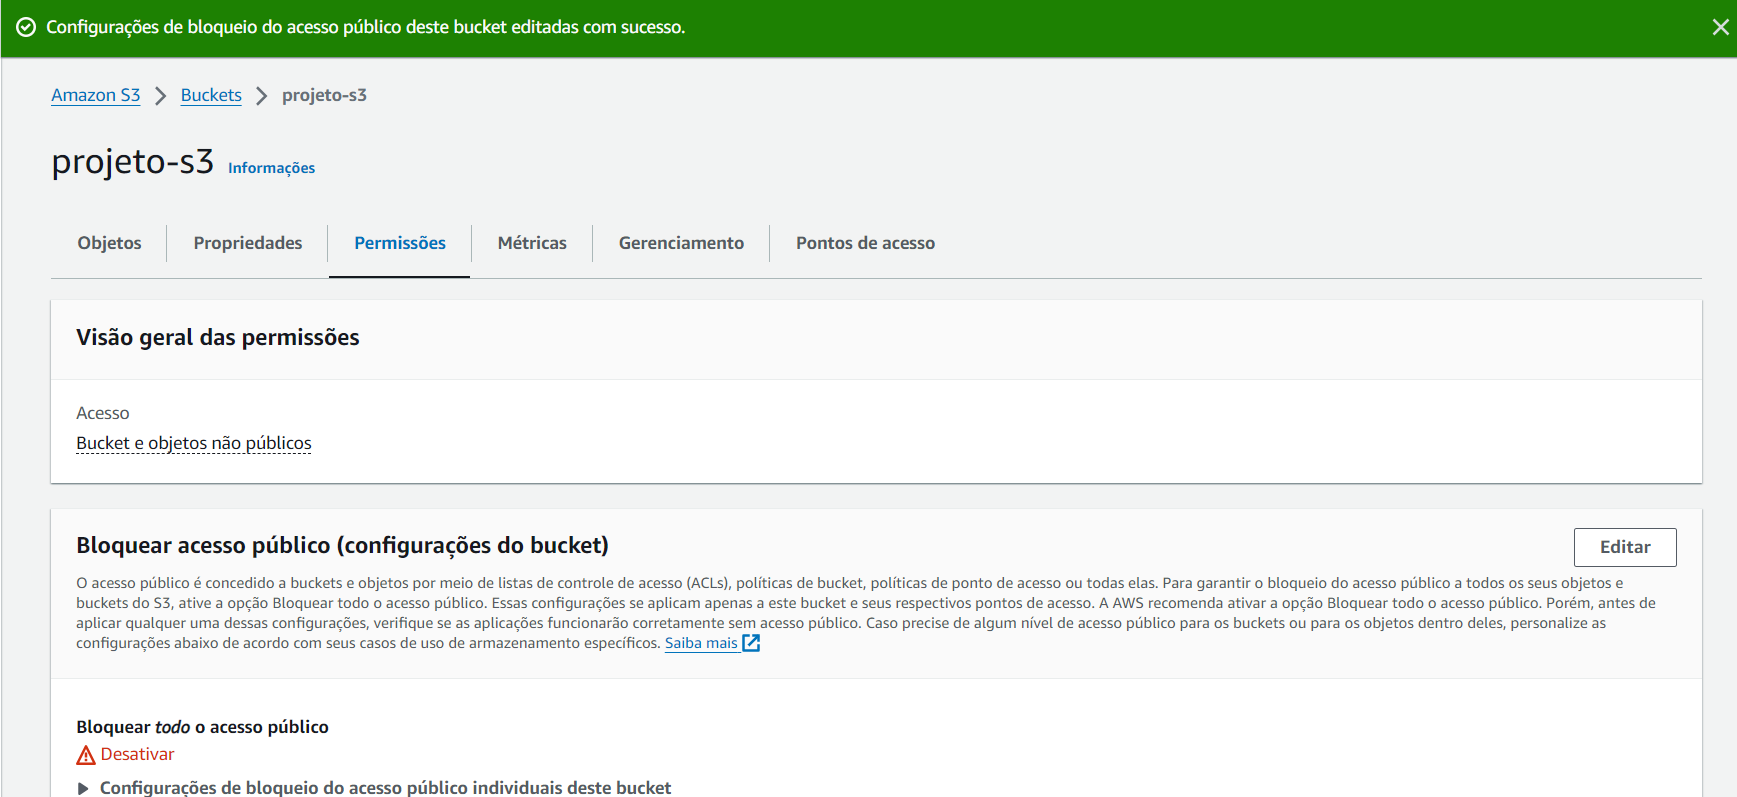 Configurações de bloqueio do acesso público deste bucket editadas com sucesso.
Amazon S3 > Buckets > projeto-s3
projeto-s3 Informações
Objetos Propriedades Permissões Métricas Gerenciamento Pontos de acesso
Visão geral das permissões
Acesso
Bucket e objetos não públicos
Bloquear acesso público (configurações do bucket) Editar
O acesso público é concedido a buckets e objetos por meio de listas de controle de acesso (ACLs), políticas de bucket, políticas de ponto de acesso ou todas elas. Para garantir o bloqueio do acesso público a todos os seus objetos e
buckets do S3, ative a opção Bloquear todo o acesso público. Essas configurações se aplicam apenas a este bucket e seus respectivos pontos de acesso. A AWS recomenda ativar a opção Bloquear todo o acesso público. Porém, antes de
aplicar qualquer uma dessas configurações, verifique se as aplicações funcionarão corretamente sem acesso público. Caso precise de algum nível de acesso público para os buckets ou para os objetos dentro deles, personalize as
configurações abaixo de acordo com seus casos de uso de armazenamento específicos. Saiba mais
Bloquear todo o acesso público
Desativar
Configurações de bloqueio do acesso público individuais deste bucket